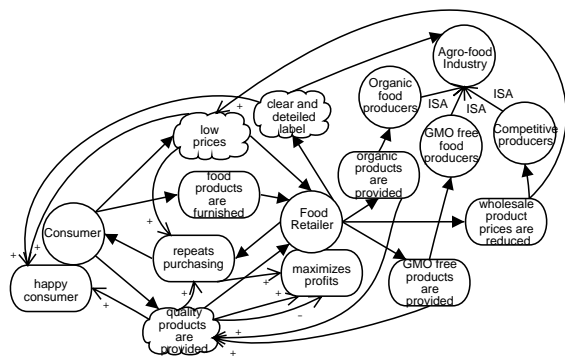 Agro-food
Industry
Organic
food
producers
ISA
ISA
ISA
GMO free
food
producers
Competitive
producers
clear and
deteiled
label
+
low
prices
organic
products are
provided
food
products are
furnished
Food
Retailer
wholesale
product
prices are
reduced
Consumer
+
repeats
purchasing
+
+
happy
consumer
maximizes
profits
GMO free
products are
provided
+
+
+
-
+
–
quality
products are
provided
+
+